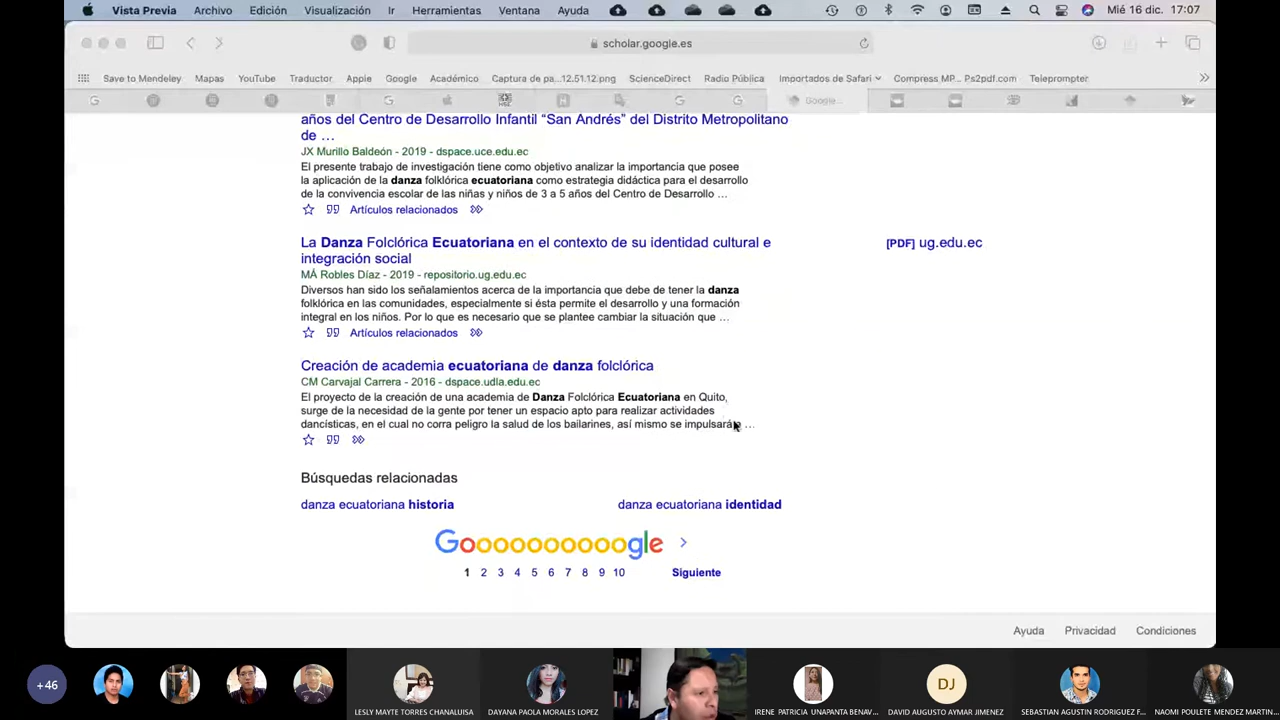 Vista Previa Archivo Edición Visualización Ir Herramientas Ventana Ayuda Mié 16 dic. 17:07
scholar.google.es
Save to Mendeley Mapas YouTube Traductor Apple Google Académico Captura de pa...12.51.12.png ScienceDirect Radio Pública Importados de Safari Compress MP... Ps2pdf.com Teleprompter
Google...
años del Centro de Desarrollo Infantil “San Andrés” del Distrito Metropolitano
de …
JX Murillo Baldeón - 2019 - dspace.uce.edu.ec
El presente trabajo de investigación tiene como objetivo analizar la importancia que posee
la aplicación de la danza folklórica ecuatoriana como estrategia didáctica para el desarrollo
de la convivencia escolar de las niñas y niños de 3 a 5 años del Centro de Desarrollo …
Artículos relacionados
La Danza Folclórica Ecuatoriana en el contexto de su identidad cultural e
integración social
[PDF] ug.edu.ec
MÁ Robles Díaz - 2019 - repositorio.ug.edu.ec
Diversos han sido los señalamientos acerca de la importancia que debe de tener la danza
folklórica en las comunidades, especialmente si ésta permite el desarrollo y una formación
integral en los niños. Por lo que es necesario que se plantee cambiar la situación que …
Artículos relacionados
Creación de academia ecuatoriana de danza folclórica
CM Carvajal Carrera - 2016 - dspace.udla.edu.ec
El proyecto de la creación de una academia de Danza Folclórica Ecuatoriana en Quito,
surge de la necesidad de la gente por tener un espacio apto para realizar actividades
dancísticas, en el cual no corra peligro la salud de los bailarines, así mismo se impulsará …
Búsquedas relacionadas
danza ecuatoriana historia danza ecuatoriana identidad
Goooooooooogle
1 2 3 4 5 6 7 8 9 10 Siguiente
Ayuda Privacidad Condiciones
+46
DJ
LESLY MAYTE TORRES CHANALUISA DAYANA PAOLA MORALES LOPEZ IRENE PATRICIA UNAPANTA BENAV... DAVID AUGUSTO AYMAR JIMENEZ SEBASTIAN AGUSTIN RODRIGUEZ F... NAOMI POULETE MENDEZ MARTIN...